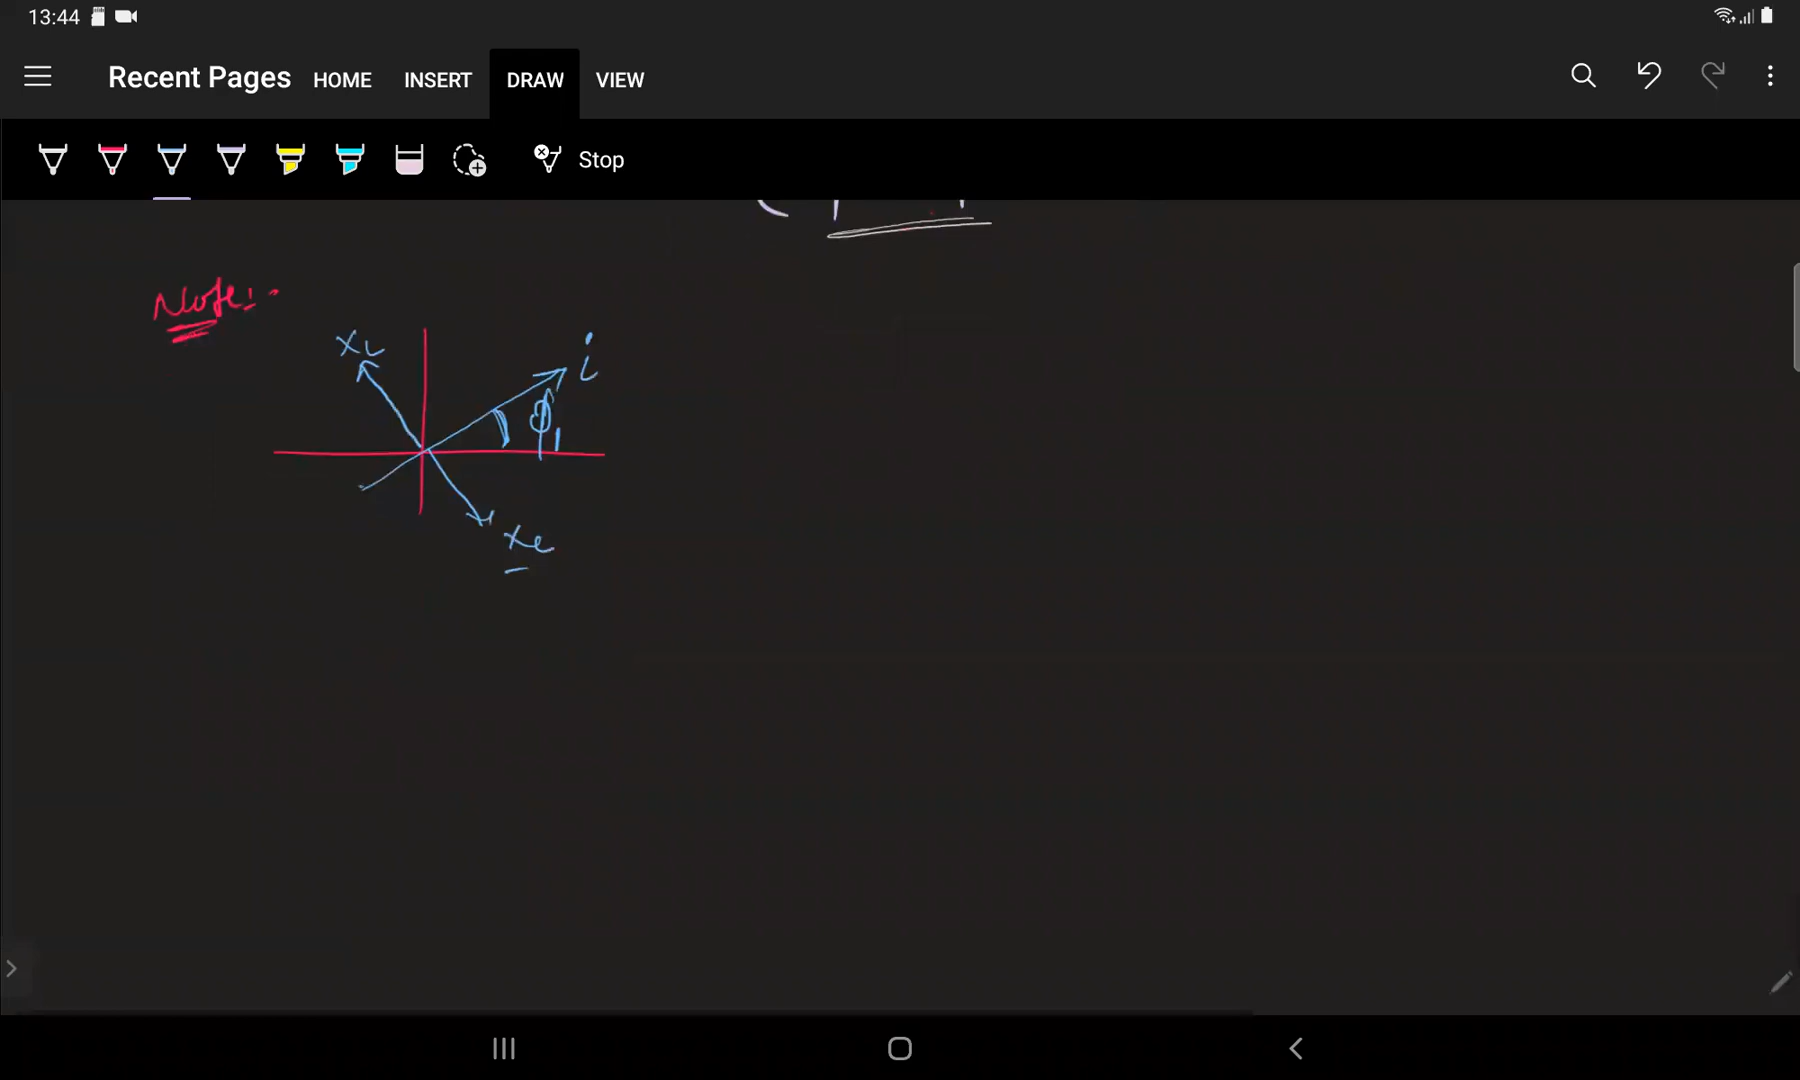 13:44
Recent Pages HOME INSERT DRAW VIEW
Stop
Note:-
XL
i
ϕ1
Xc